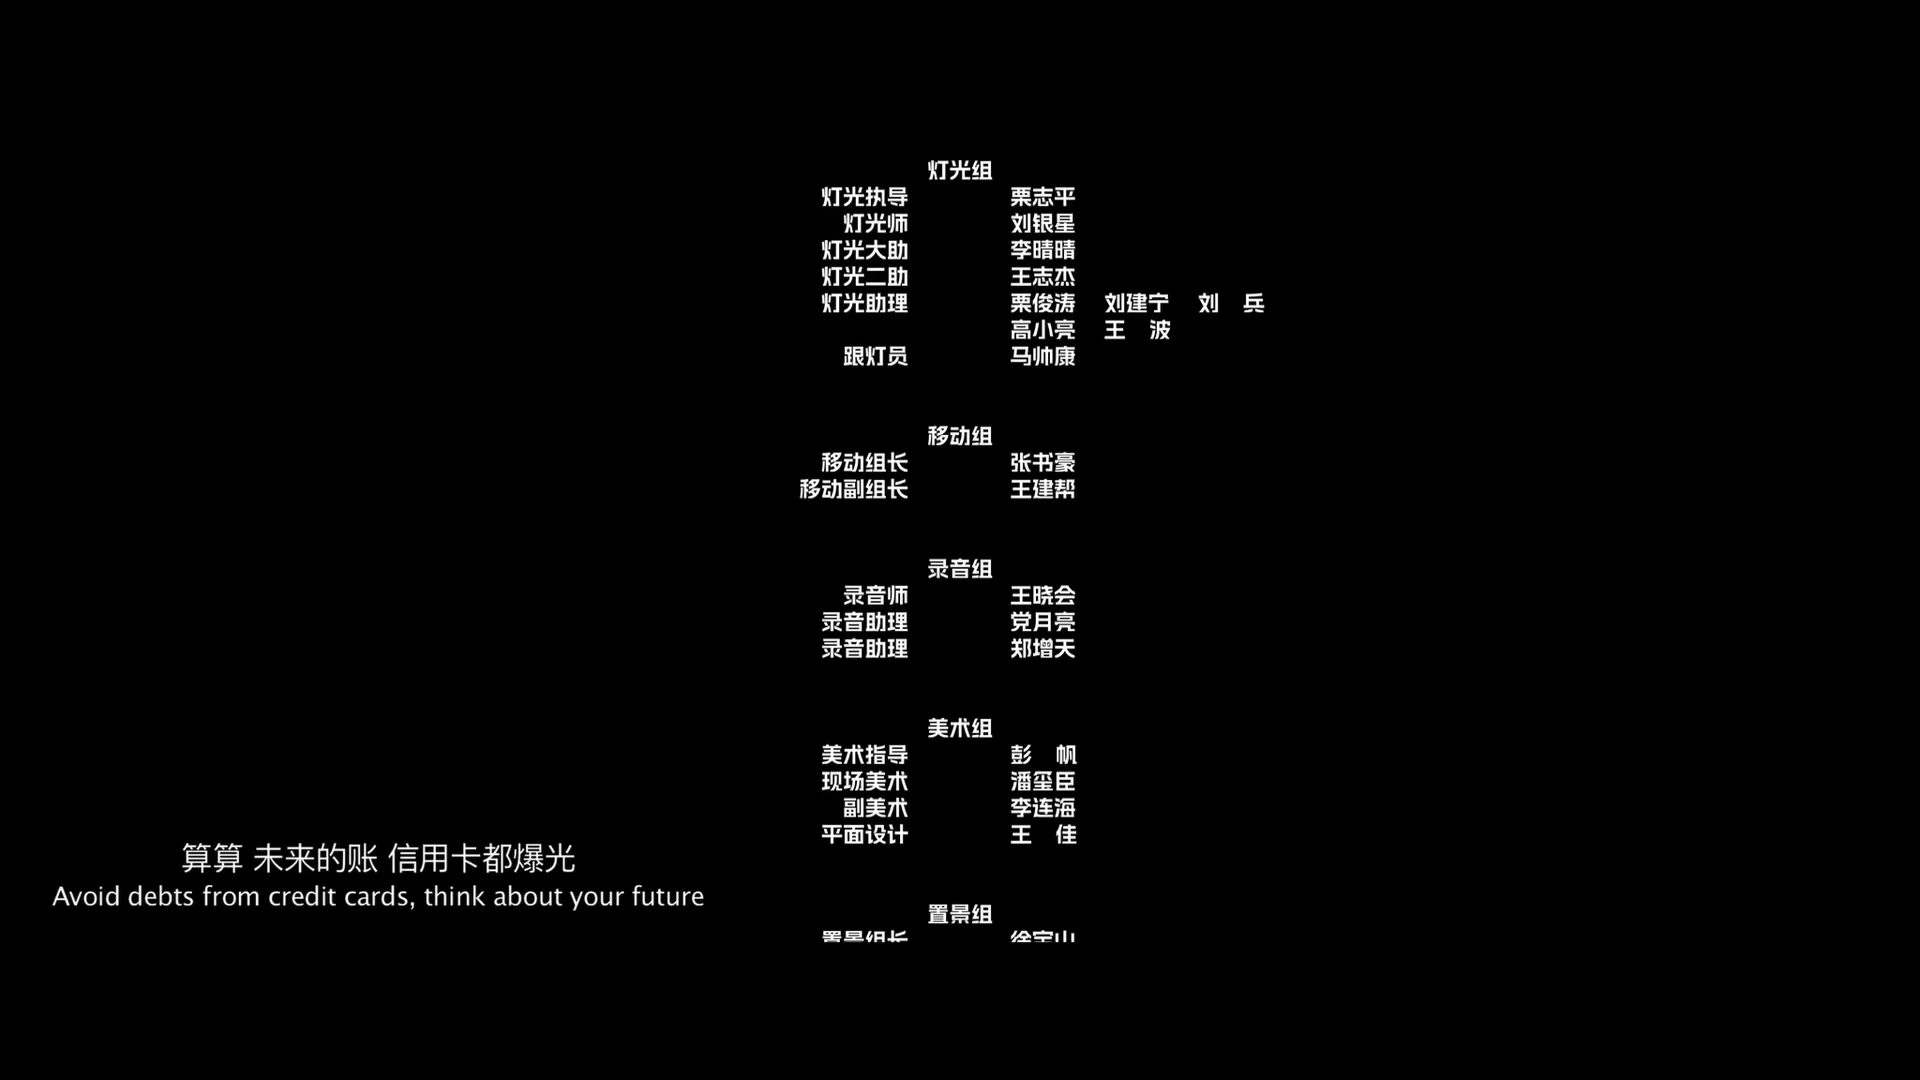 灯光组
灯光执导 栗志平
灯光师 刘银星
灯光大助 李晴晴
灯光二助 王志杰
灯光助理 栗俊涛 刘建宁 刘 兵
高小亮 王 波
跟灯员 马帅康
移动组
移动组长 张书豪
移动副组长 王建帮
录音组
录音师 王晓会
录音助理 党月亮
录音助理 郑增天
美术组
美术指导 彭 帆
现场美术 潘玺臣
副美术 李连海
平面设计 王 佳
算算 未来的账 信用卡都爆光
Avoid debts from credit cards, think about your future
置景组
置景组长